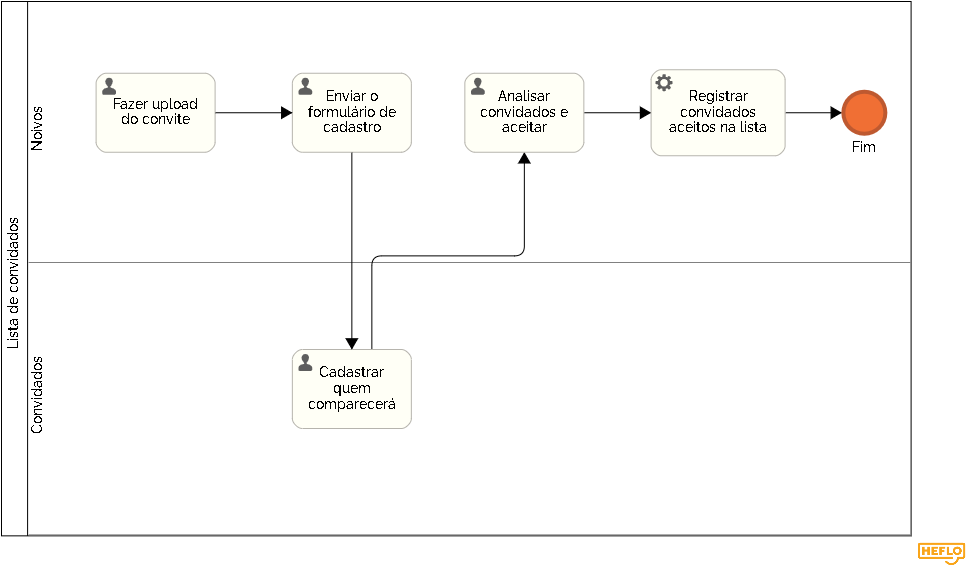 Lista de convidados
Noivos
Fazer upload
do convite
Enviar o
formulário de
cadastro
Analisar
convidados e
aceitar
Registrar
convidados
aceitos na lista
Fim
Convidados
Cadastrar
quem
comparecerá
HEFLO